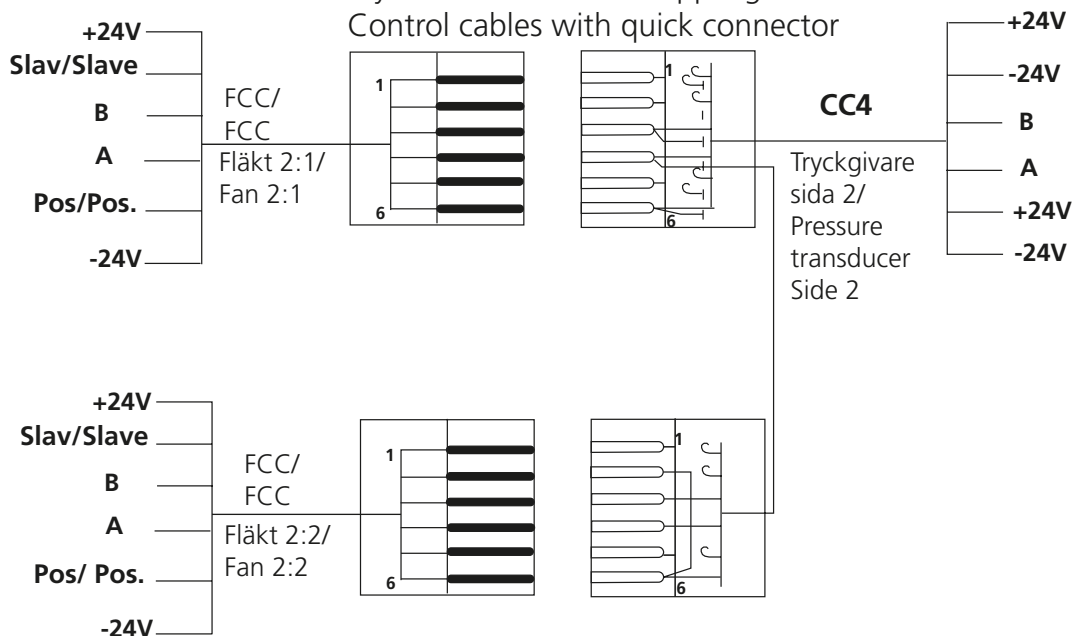 Control cables with quick connector
+24V
Slav/Slave
B
A
Pos/Pos.
-24V
FCC/
FCC
Fläkt 2:1/
Fan 2:1
1
6
1
6
CC4
Tryckgivare
sida 2/
Pressure
transducer
Side 2
+24V
-24V
B
A
+24V
-24V
+24V
Slav/Slave
B
A
Pos/ Pos.
-24V
FCC/
FCC
Fläkt 2:2/
Fan 2:2
1
6
1
6